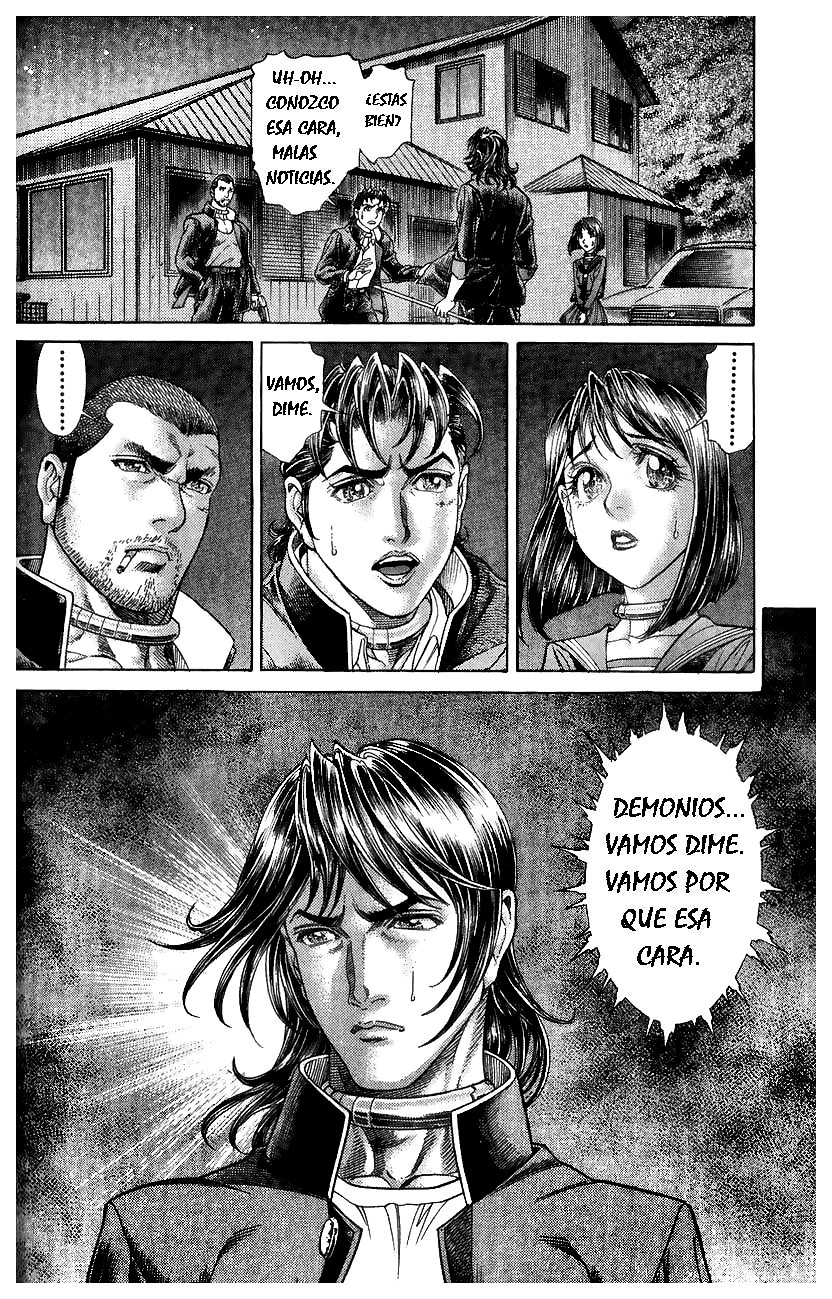 ¿ESTAS
BIEN?
UH-OH...
CONOZCO
ESA CARA,
MALAS
NOTICIAS.
.........
VAMOS,
DIME.
.........
DEMONIOS...
VAMOS DIME.
VAMOS POR
QUE ESA
CARA.